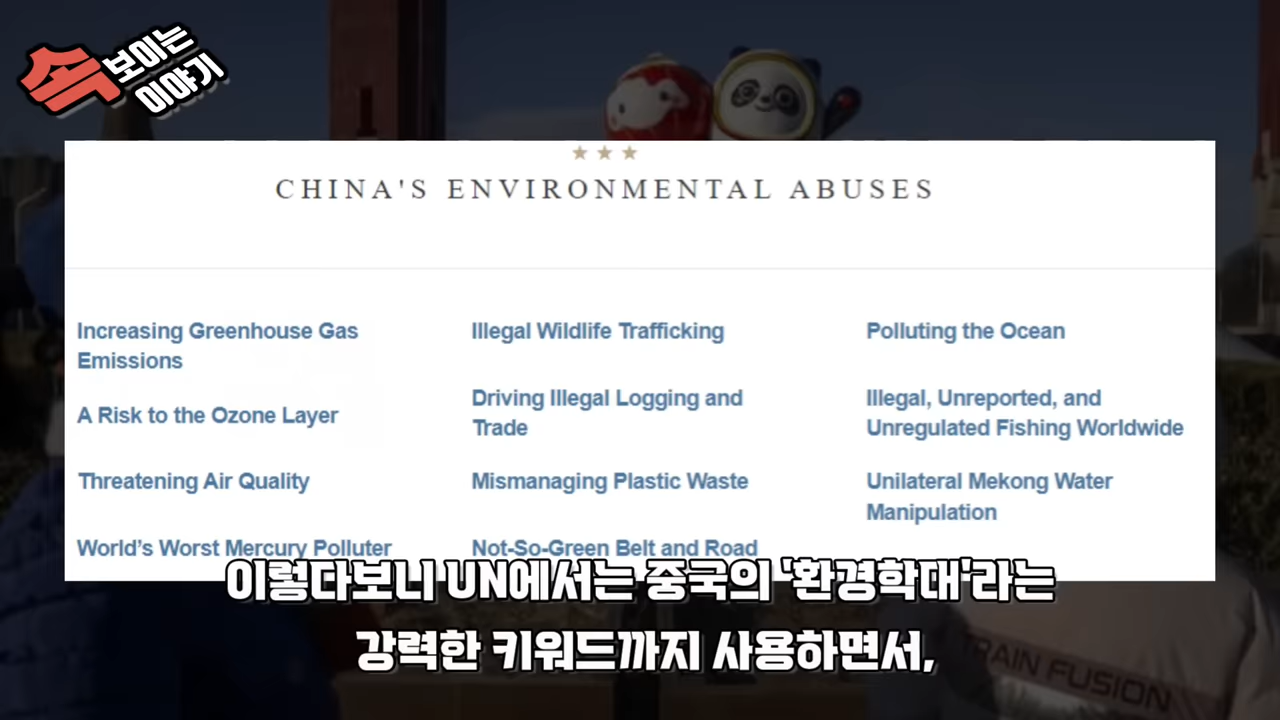 속보이는
이야기
CHINA'S ENVIRONMENTAL ABUSES
Increasing Greenhouse Gas
Emissions
A Risk to the Ozone Layer
Threatening Air Quality
World's Worst Mercury Polluter
Illegal Wildlife Trafficking
Driving Illegal Logging and
Trade
Mismanaging Plastic Waste
Not-So-Green Belt and Road
Polluting the Ocean
Illegal, Unreported, and
Unregulated Fishing Worldwide
Unilateral Mekong Water
Manipulation
이렇다보니 UN에서는 중국의 '환경학대'라는
강력한 키워드까지 사용하면서,
TRAIN FUSION